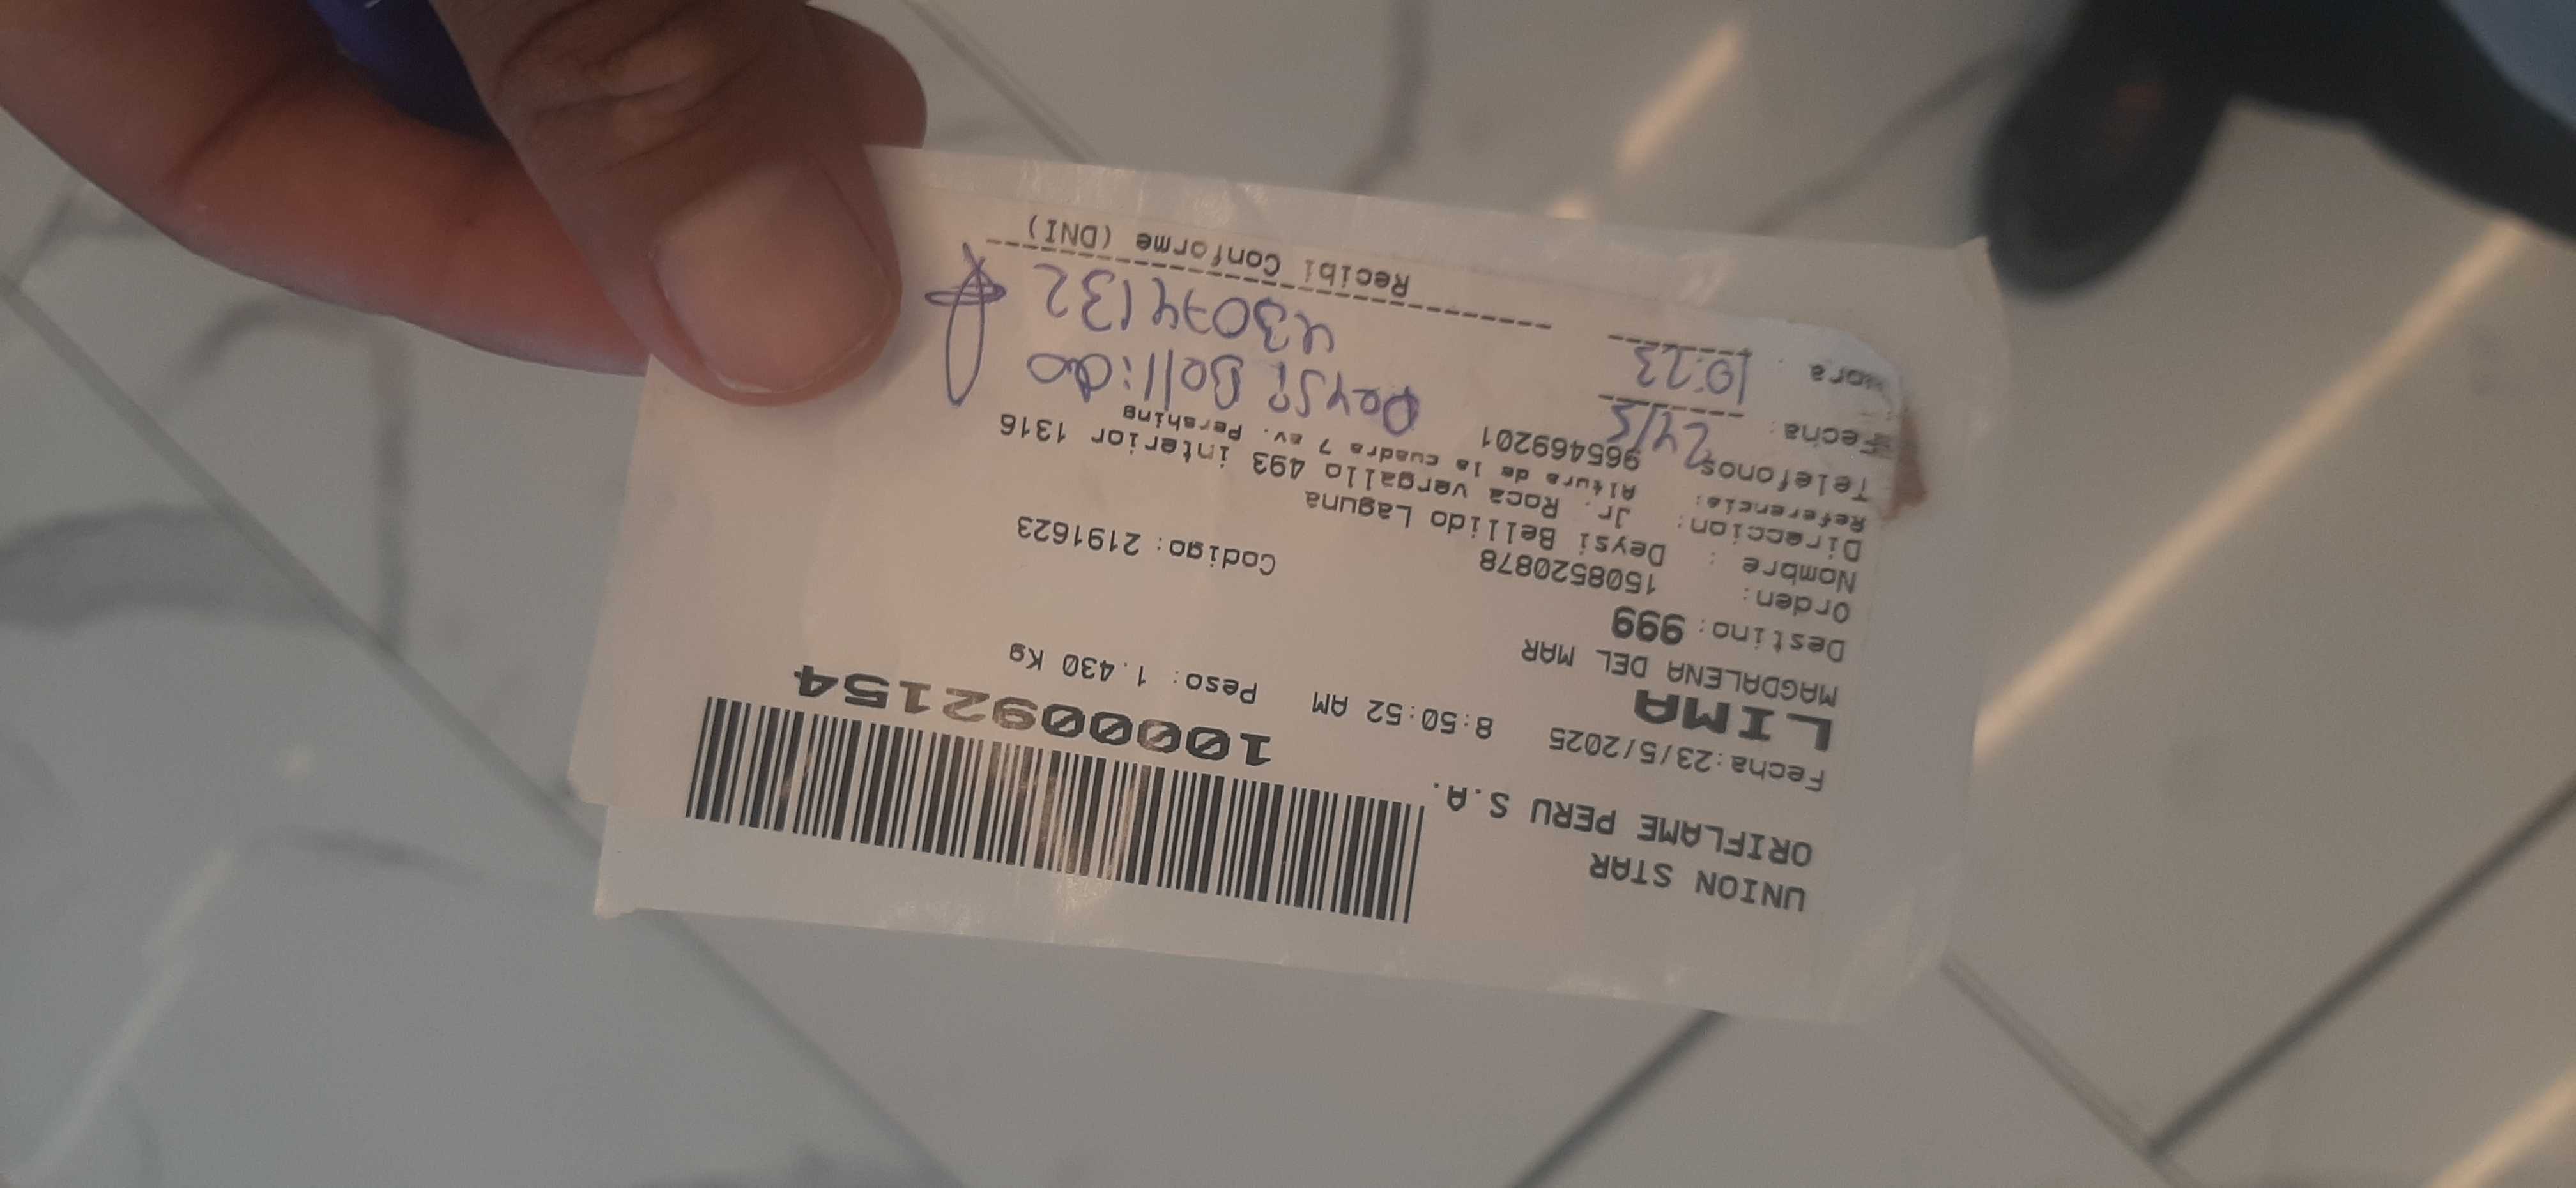 UNION STAR
ORIFLAME PERU S.A.
1000092154
Fecha:23/5/2025 8:50:52 AM Peso: 1.430 Kg
LIMA
MAGDALENA DEL MAR
Destino: 999
Orden: 1508520878 Codigo: 2191623
Nombre : Deysi Bellido Laguna
Direccion: Jr. Roca vergallo 493 interior 1316
Referencia: Altura de la cuadra 7 av. Pershing
Telefonos 965469201
Fecha: 24/5 Deysi Bellido
Hora : 10:23 43074132
Recibi Conforme (DNI)